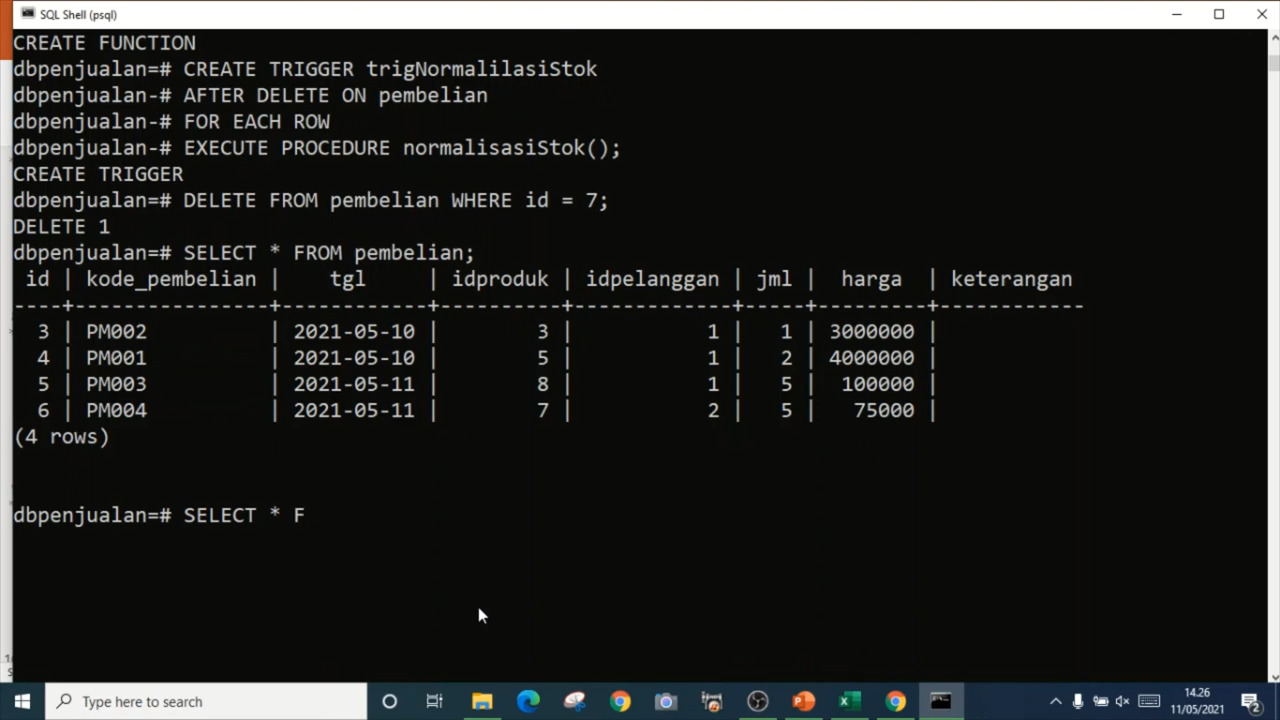 SQL Shell (psql)
CREATE FUNCTION
dbpenjualan=# CREATE TRIGGER trigNormalilasiStok
dbpenjualan-# AFTER DELETE ON pembelian
dbpenjualan-# FOR EACH ROW
dbpenjualan-# EXECUTE PROCEDURE normalisasiStok();
CREATE TRIGGER
dbpenjualan=# DELETE FROM pembelian WHERE id = 7;
DELETE 1
dbpenjualan=# SELECT * FROM pembelian;
 id | kode_pembelian |    tgl     | idproduk | idpelanggan | jml |  harga  | keterangan
----+----------------+------------+----------+-------------+-----+---------+------------
  3 | PM002          | 2021-05-10 |        3 |           1 |   1 | 3000000 |
  4 | PM001          | 2021-05-10 |        5 |           1 |   2 | 4000000 |
  5 | PM003          | 2021-05-11 |        8 |           1 |   5 |  100000 |
  6 | PM004          | 2021-05-11 |        7 |           2 |   5 |   75000 |
(4 rows)
dbpenjualan=# SELECT * F
Type here to search
14.26
11/05/2021
2